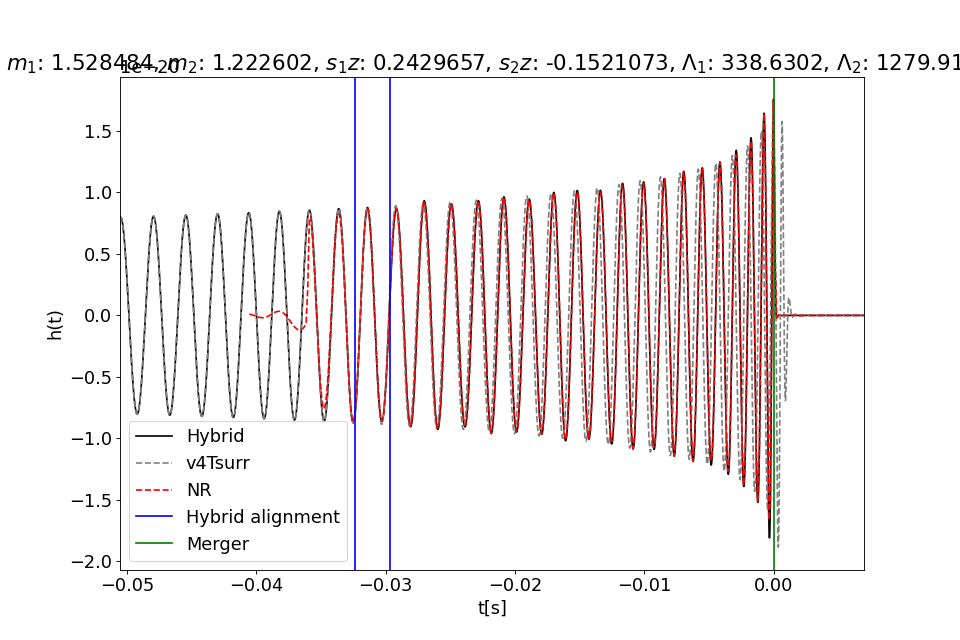 m₁: 1.528484, m₂: 1.222602, s₁z: 0.2429657, s₂z: -0.1521073, Λ₁: 338.6302, Λ₂: 1279.91
1e−20
1.5
1.0
0.5
0.0
−0.5
−1.0
−1.5
−2.0
h(t)
Hybrid
v4Tsurr
NR
Hybrid alignment
Merger
−0.05 −0.04 −0.03 −0.02 −0.01 0.00
t[s]